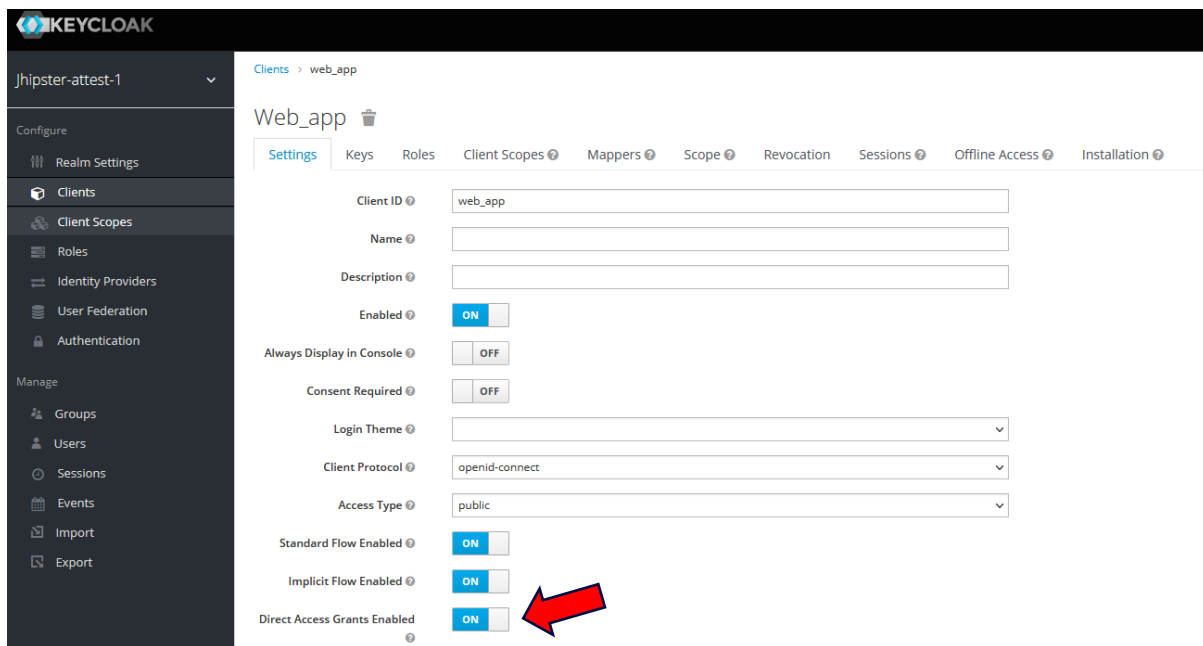 KEYCLOAK
Jhipster-attest-1
Configure
Realm Settings
Clients
Client Scopes
Roles
Identity Providers
User Federation
Authentication
Manage
Groups
Users
Sessions
Events
Import
Export
Clients > web_app
Web_app
Settings Keys Roles Client Scopes Mappers Scope Revocation Sessions Offline Access Installation
Client ID web_app
Name
Description
Enabled ON
Always Display in Console OFF
Consent Required OFF
Login Theme
Client Protocol openid-connect
Access Type public
Standard Flow Enabled ON
Implicit Flow Enabled ON
Direct Access Grants Enabled ON